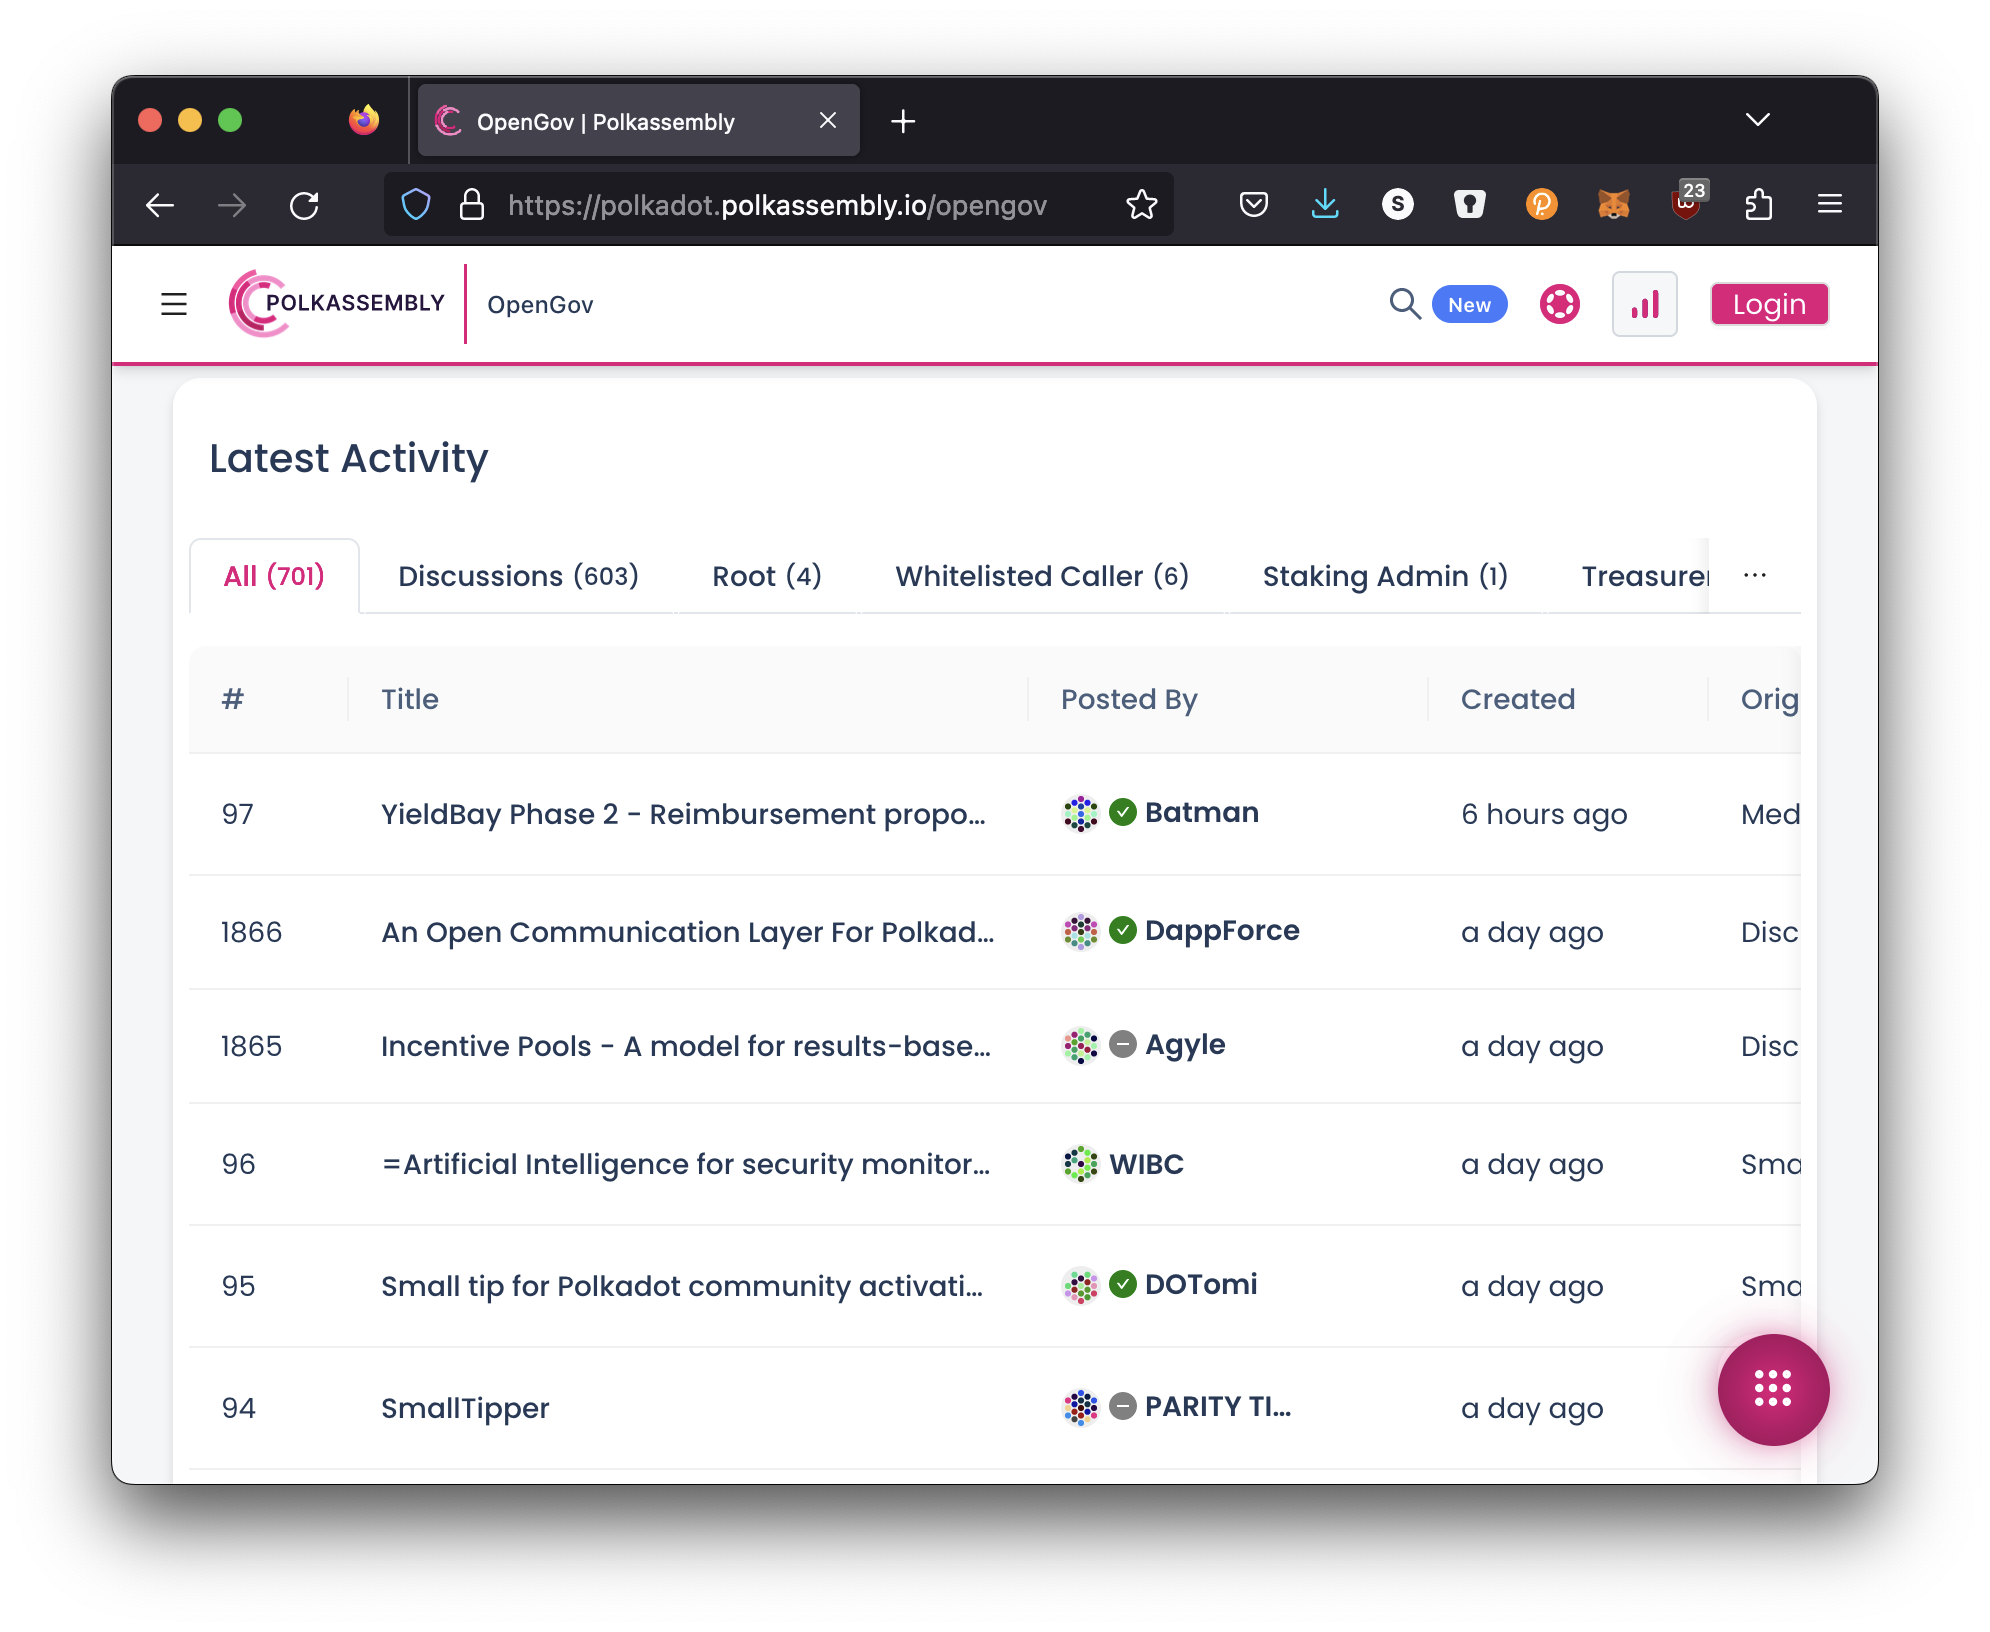 OpenGov | Polkassembly
https://polkadot.polkassembly.io/opengov
S
23
POLKASSEMBLY
OpenGov
New
Login
Latest Activity
All (701) Discussions (603) Root (4) Whitelisted Caller (6) Staking Admin (1) Treasurer ...
# Title Posted By Created Orig
97 YieldBay Phase 2 - Reimbursement propo... Batman 6 hours ago Med
1866 An Open Communication Layer For Polkad... DappForce a day ago Disc
1865 Incentive Pools - A model for results-base... Agyle a day ago Disc
96 =Artificial Intelligence for security monitor... WIBC a day ago Sma
95 Small tip for Polkadot community activati... DOTomi a day ago Sma
94 SmallTipper PARITY TI... a day ago